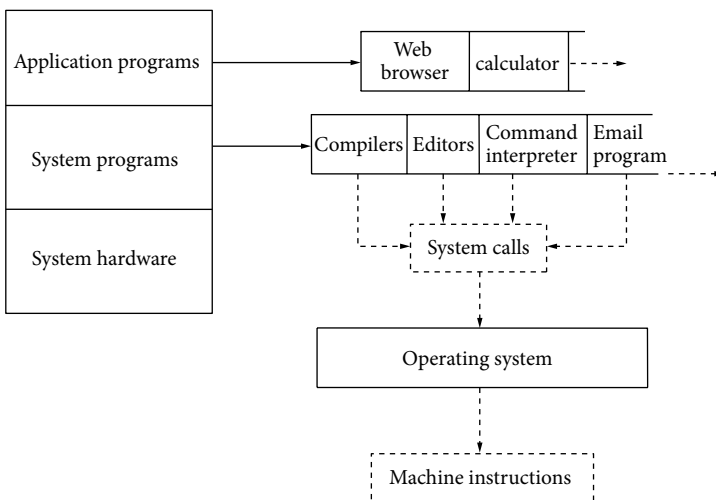 Application programs
System programs
System hardware
Web
browser
calculator
Compilers
Editors
Command
interpreter
Email
program
System calls
Operating system
Machine instructions